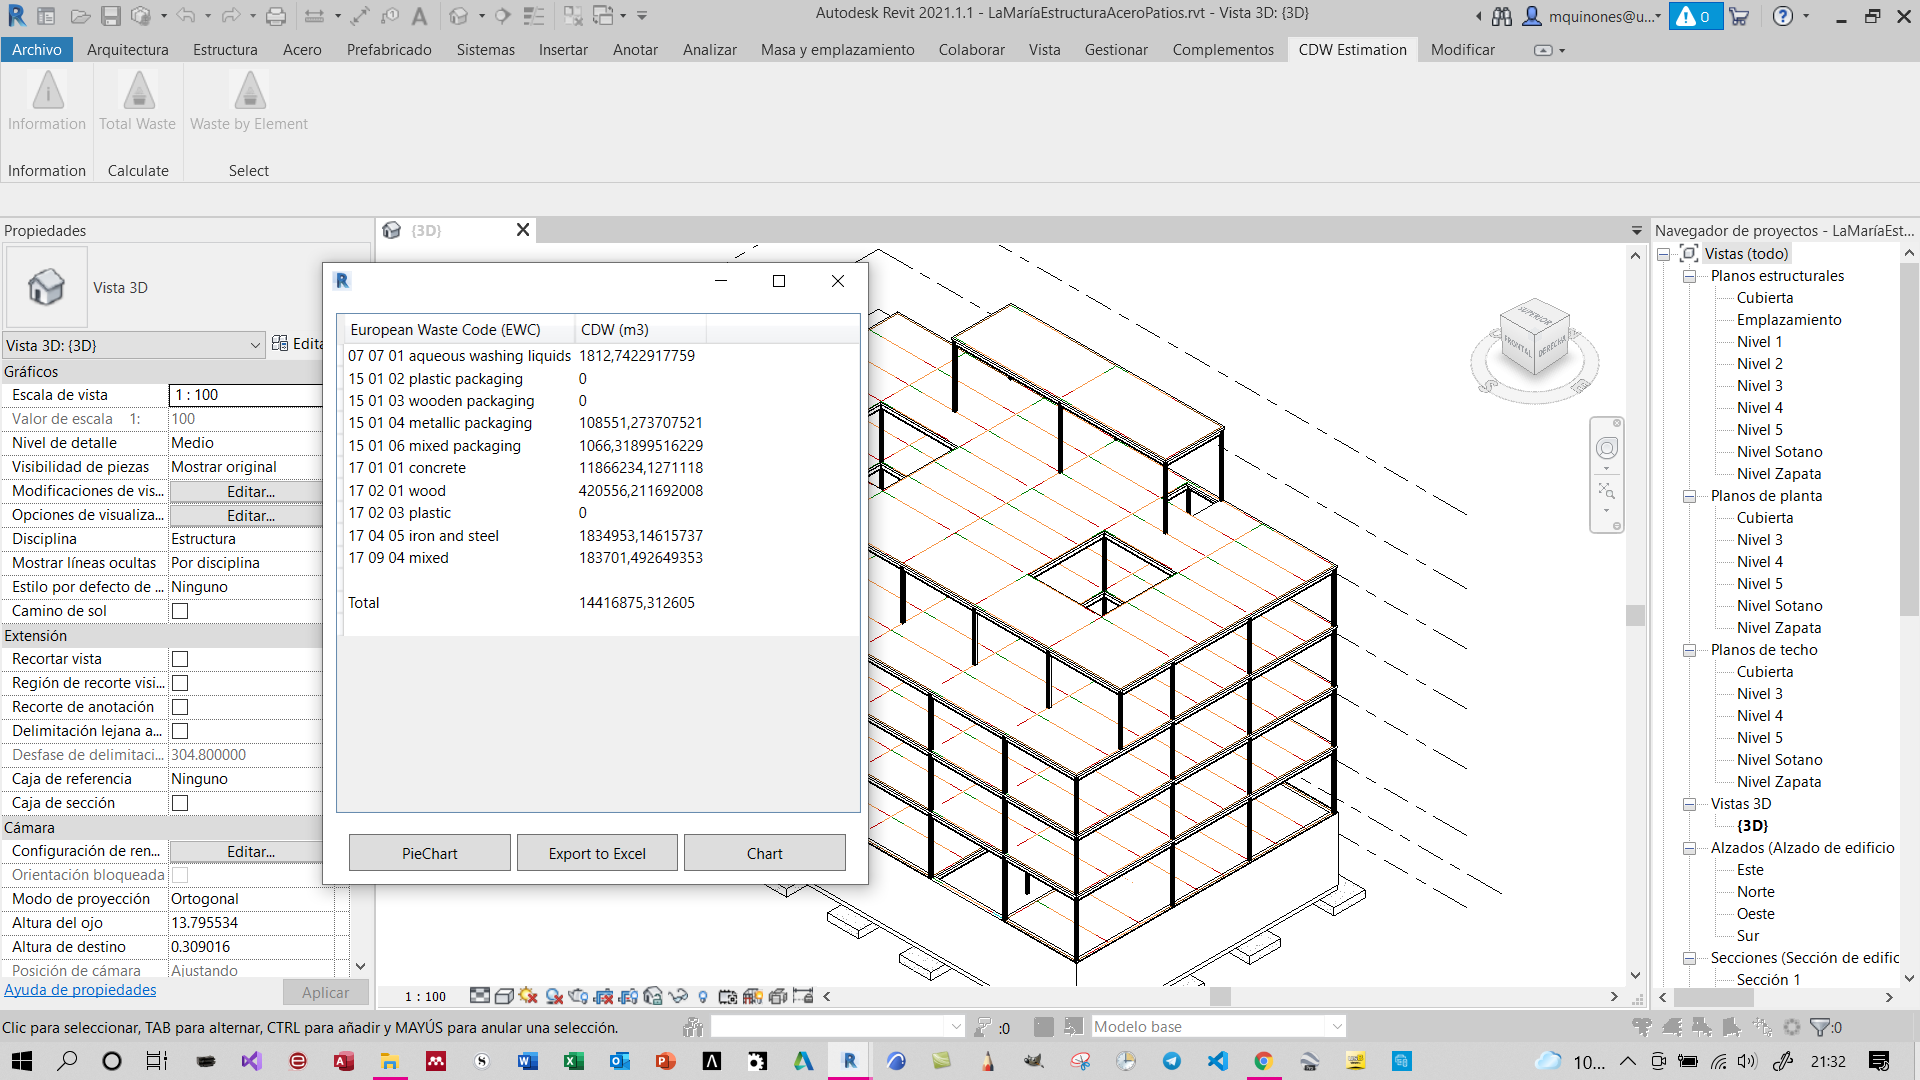 Autodesk Revit 2021.1.1 - LaMaríaEstructuraAceroPatios.rvt - Vista 3D: {3D}
mquinones@u...
0
Archivo Arquitectura Estructura Acero Prefabricado Sistemas Insertar Anotar Analizar Masa y emplazamiento Colaborar Vista Gestionar Complementos CDW Estimation Modificar
Information Total Waste Waste by Element
Information Calculate Select
Propiedades
Vista 3D
Vista 3D: {3D}
Edita
Gráficos
Escala de vista 1 : 100
Valor de escala 1: 100
Nivel de detalle Medio
Visibilidad de piezas Mostrar original
Modificaciones de vis... Editar...
Opciones de visualiza... Editar...
Disciplina Estructura
Mostrar líneas ocultas Por disciplina
Estilo por defecto de ... Ninguno
Camino de sol
Extensión
Recortar vista
Región de recorte visi...
Recorte de anotación
Delimitación lejana a...
Desfase de delimitaci... 304.800000
Caja de referencia Ninguno
Caja de sección
Cámara
Configuración de ren... Editar...
Orientación bloqueada
Modo de proyección Ortogonal
Altura del ojo 13.795534
Altura de destino 0.309016
Posición de cámara Ajustando
Ayuda de propiedades Aplicar
{3D}
European Waste Code (EWC) CDW (m3)
07 07 01 aqueous washing liquids 1812,7422917759
15 01 02 plastic packaging 0
15 01 03 wooden packaging 0
15 01 04 metallic packaging 108551,273707521
15 01 06 mixed packaging 1066,31899516229
17 01 01 concrete 11866234,1271118
17 02 01 wood 420556,211692008
17 02 03 plastic 0
17 04 05 iron and steel 1834953,14615737
17 09 04 mixed 183701,492649353
Total 14416875,312605
PieChart Export to Excel Chart
SUPERIOR
FRONTAL DERECHA
S
Navegador de proyectos - LaMaríaEst...
Vistas (todo)
Planos estructurales
Cubierta
Emplazamiento
Nivel 1
Nivel 2
Nivel 3
Nivel 4
Nivel 5
Nivel Sotano
Nivel Zapata
Planos de planta
Cubierta
Nivel 3
Nivel 4
Nivel 5
Nivel Sotano
Nivel Zapata
Planos de techo
Cubierta
Nivel 3
Nivel 4
Nivel 5
Nivel Sotano
Nivel Zapata
Vistas 3D
{3D}
Alzados (Alzado de edificio
Este
Norte
Oeste
Sur
Secciones (Sección de edific
Sección 1
1 : 100
Clic para seleccionar, TAB para alternar, CTRL para añadir y MAYÚS para anular una selección.
:0
Modelo base
:0
10...
21:32